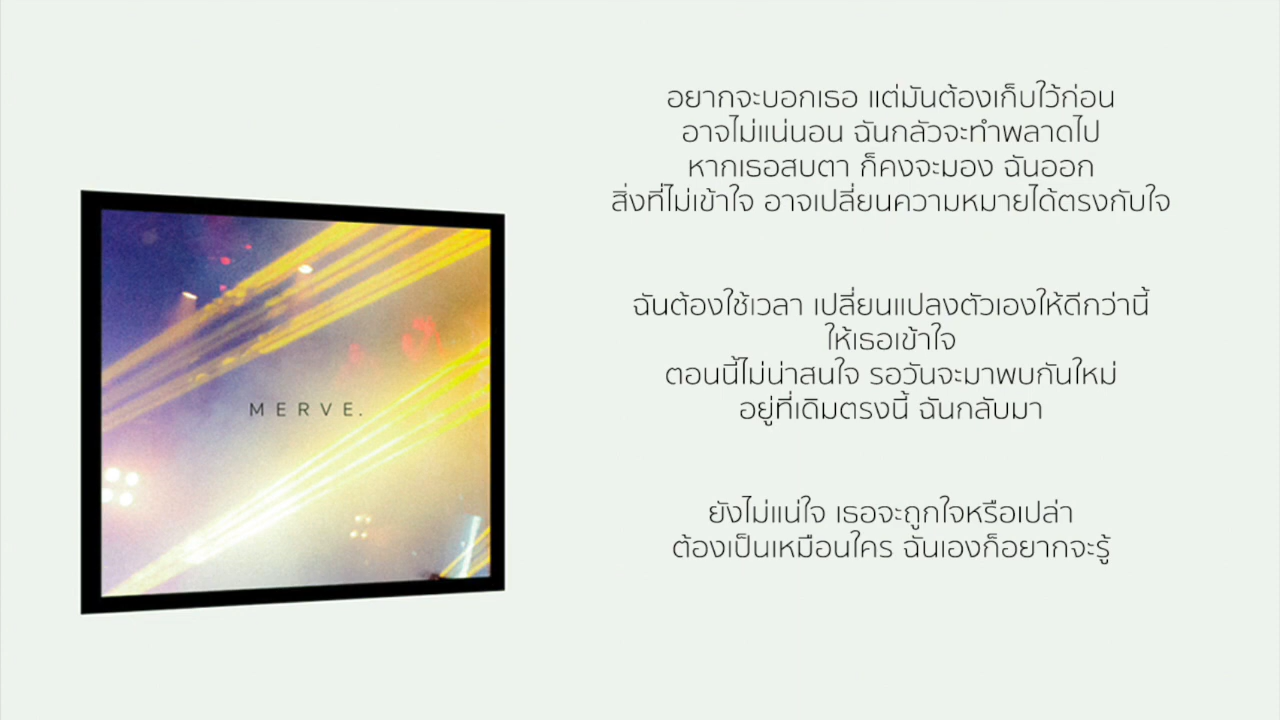 MERVE.
อยากจะบอกเธอ แต่มันต้องเก็บใว้ก่อน
อาจไม่แน่นอน ฉันกลัวจะทำพลาดไป
หากเธอสบตา ก็คงจะมอง ฉันออก
สิ่งที่ไม่เข้าใจ อาจเปลี่ยนความหมายได้ตรงกับใจ
ฉันต้องใช้เวลา เปลี่ยนแปลงตัวเองให้ดีกว่านี้
ให้เธอเข้าใจ
ตอนนี้ไม่น่าสนใจ รอวันจะมาพบกันใหม่
อยู่ที่เดิมตรงนี้ ฉันกลับมา
ยังไม่แน่ใจ เธอจะถูกใจหรือเปล่า
ต้องเป็นเหมือนใคร ฉันเองก็อยากจะรู้